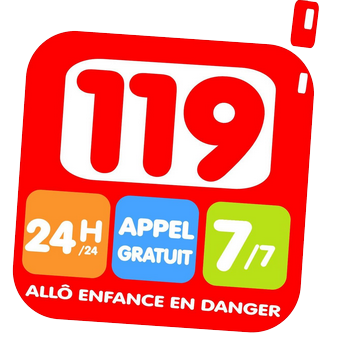 119
24H/24
APPEL GRATUIT
7/7
ALLÔ ENFANCE EN DANGER